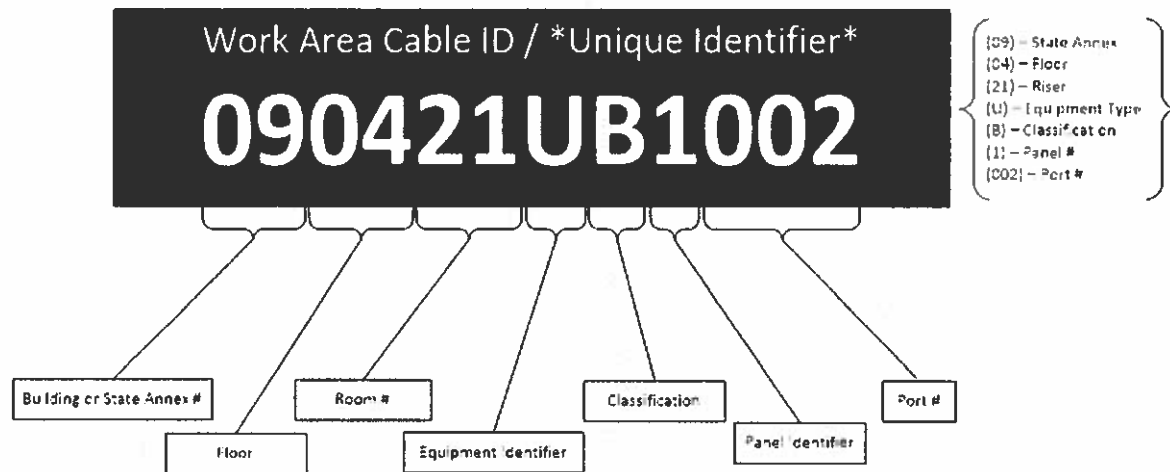 Work Area Cable ID / *Unique Identifier*
090421UB1002
(09) – State Annex
(04) – Floor
(21) – Riser
(U) – Equipment Type
(B) – Classification
(1) – Panel #
(002) – Port #
Building or State Annex #
Room #
Classification
Port #
Floor
Equipment Identifier
Panel Identifier